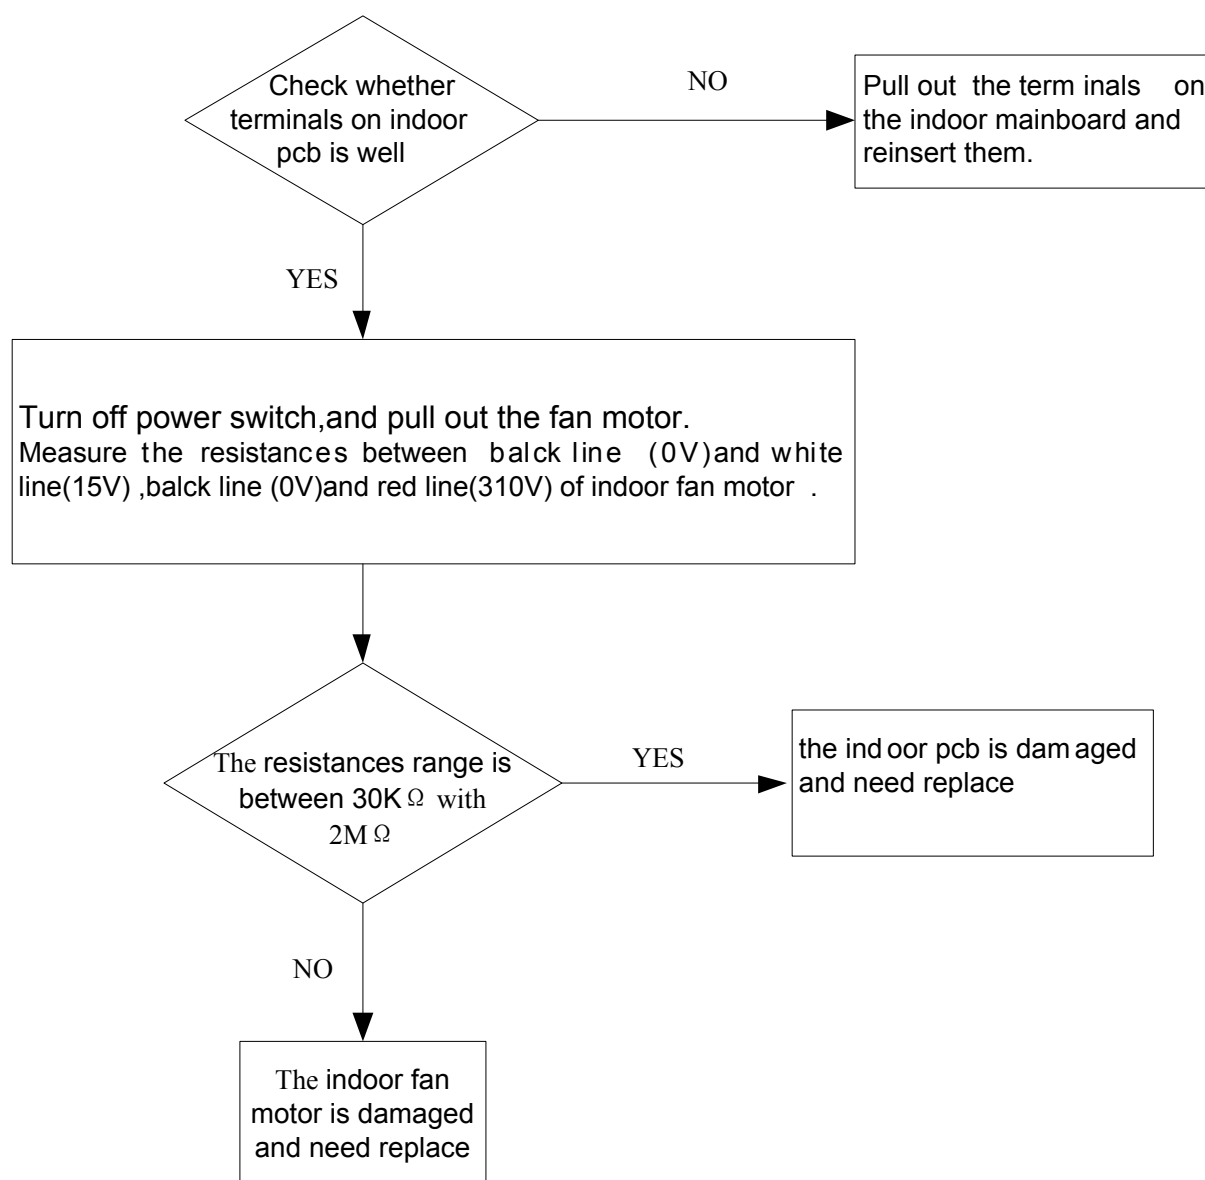 Check whether
terminals on indoor
pcb is well
NO
Pull out the term inals on
the indoor mainboard and
reinsert them.
YES
Turn off power switch,and pull out the fan motor.
Measure the resistances between balck line (0V)and white
line(15V) ,balck line (0V)and red line(310V) of indoor fan motor .
The resistances range is
between 30K Ω with
2M Ω
YES
the ind oor pcb is dam aged
and need replace
NO
The indoor fan
motor is damaged
and need replace